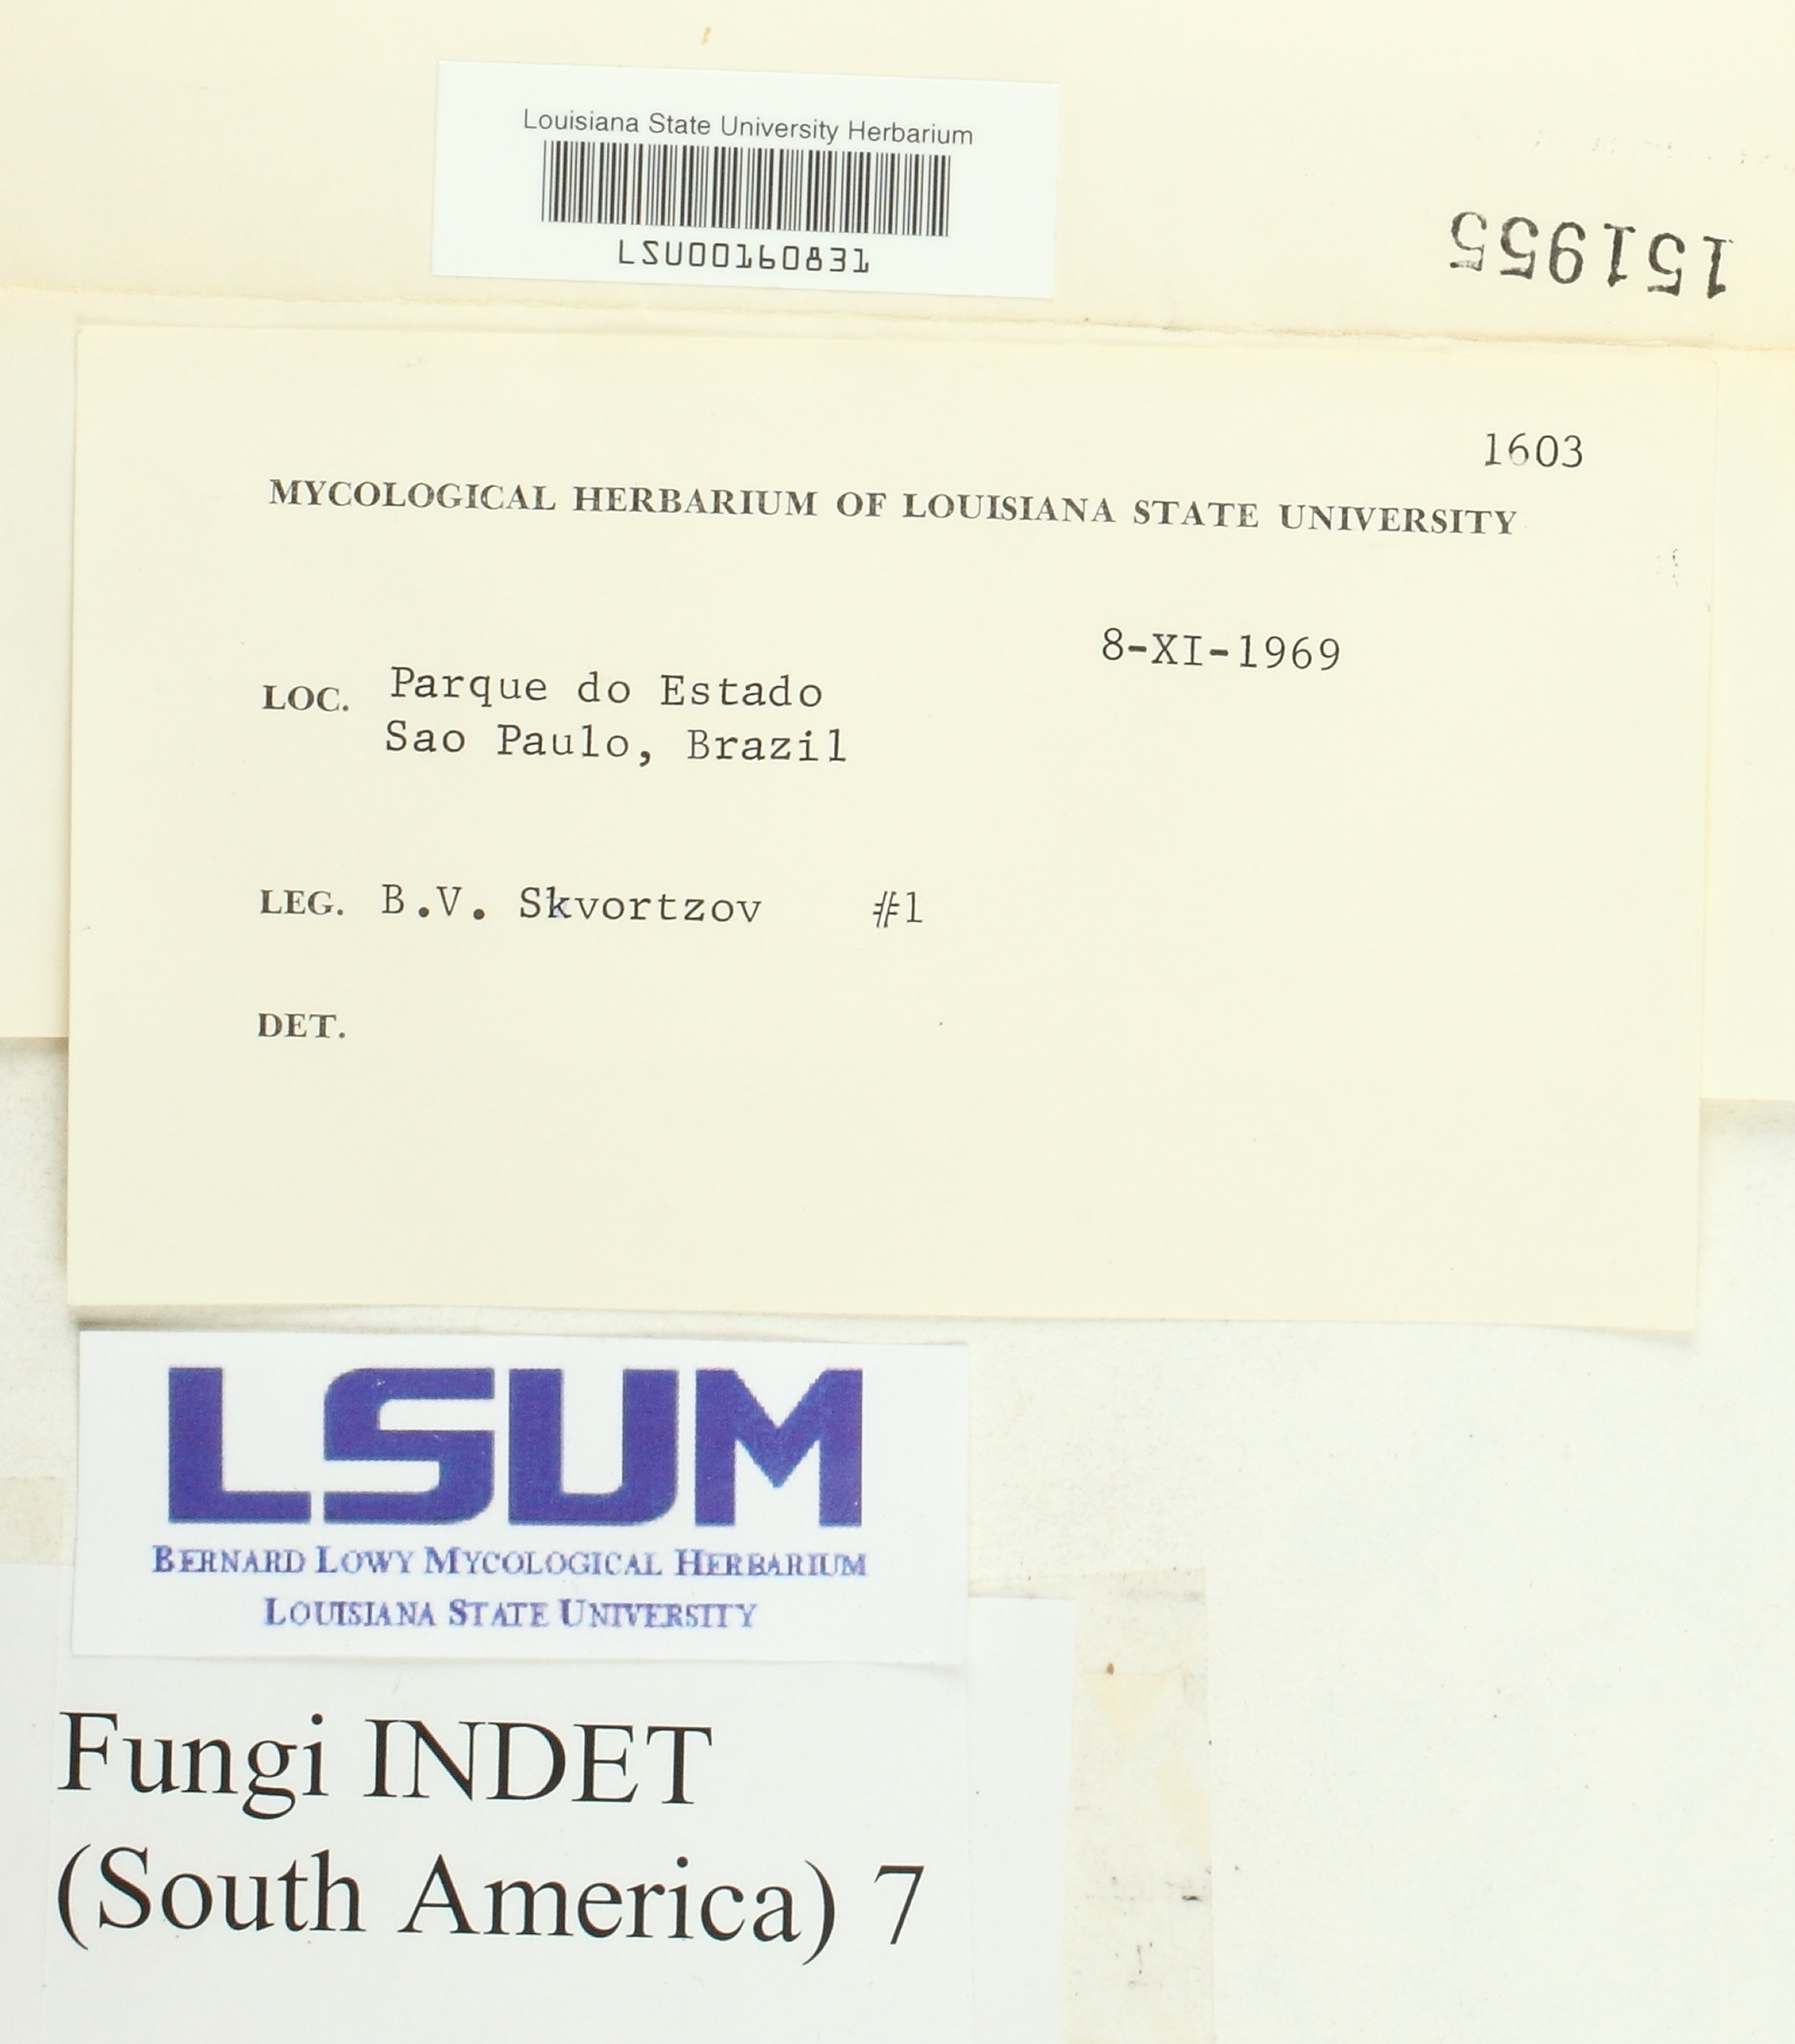 Louisiana State University Herbarium
LSU00160831
151955
1603
MYCOLOGICAL HERBARIUM OF LOUISIANA STATE UNIVERSITY
8-XI-1969
LOC. Parque do Estado
Sao Paulo, Brazil
LEG. B.V. Skvortzov #1
DET.
LSUM
BERNARD LOWY MYCOLOGICAL HERBARIUM
LOUISIANA STATE UNIVERSITY
Fungi INDET
(South America) 7